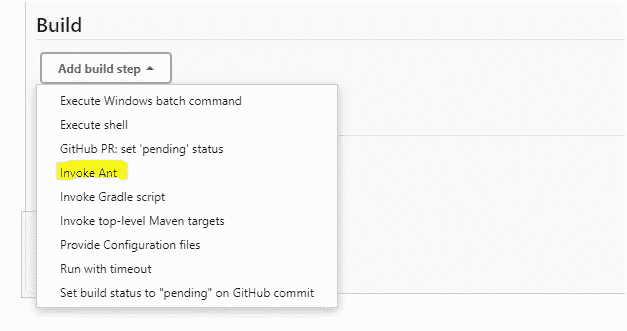 Build
Add build step
Execute Windows batch command
Execute shell
GitHub PR: set 'pending' status
Invoke Ant
Invoke Gradle script
Invoke top-level Maven targets
Provide Configuration files
Run with timeout
Set build status to "pending" on GitHub commit